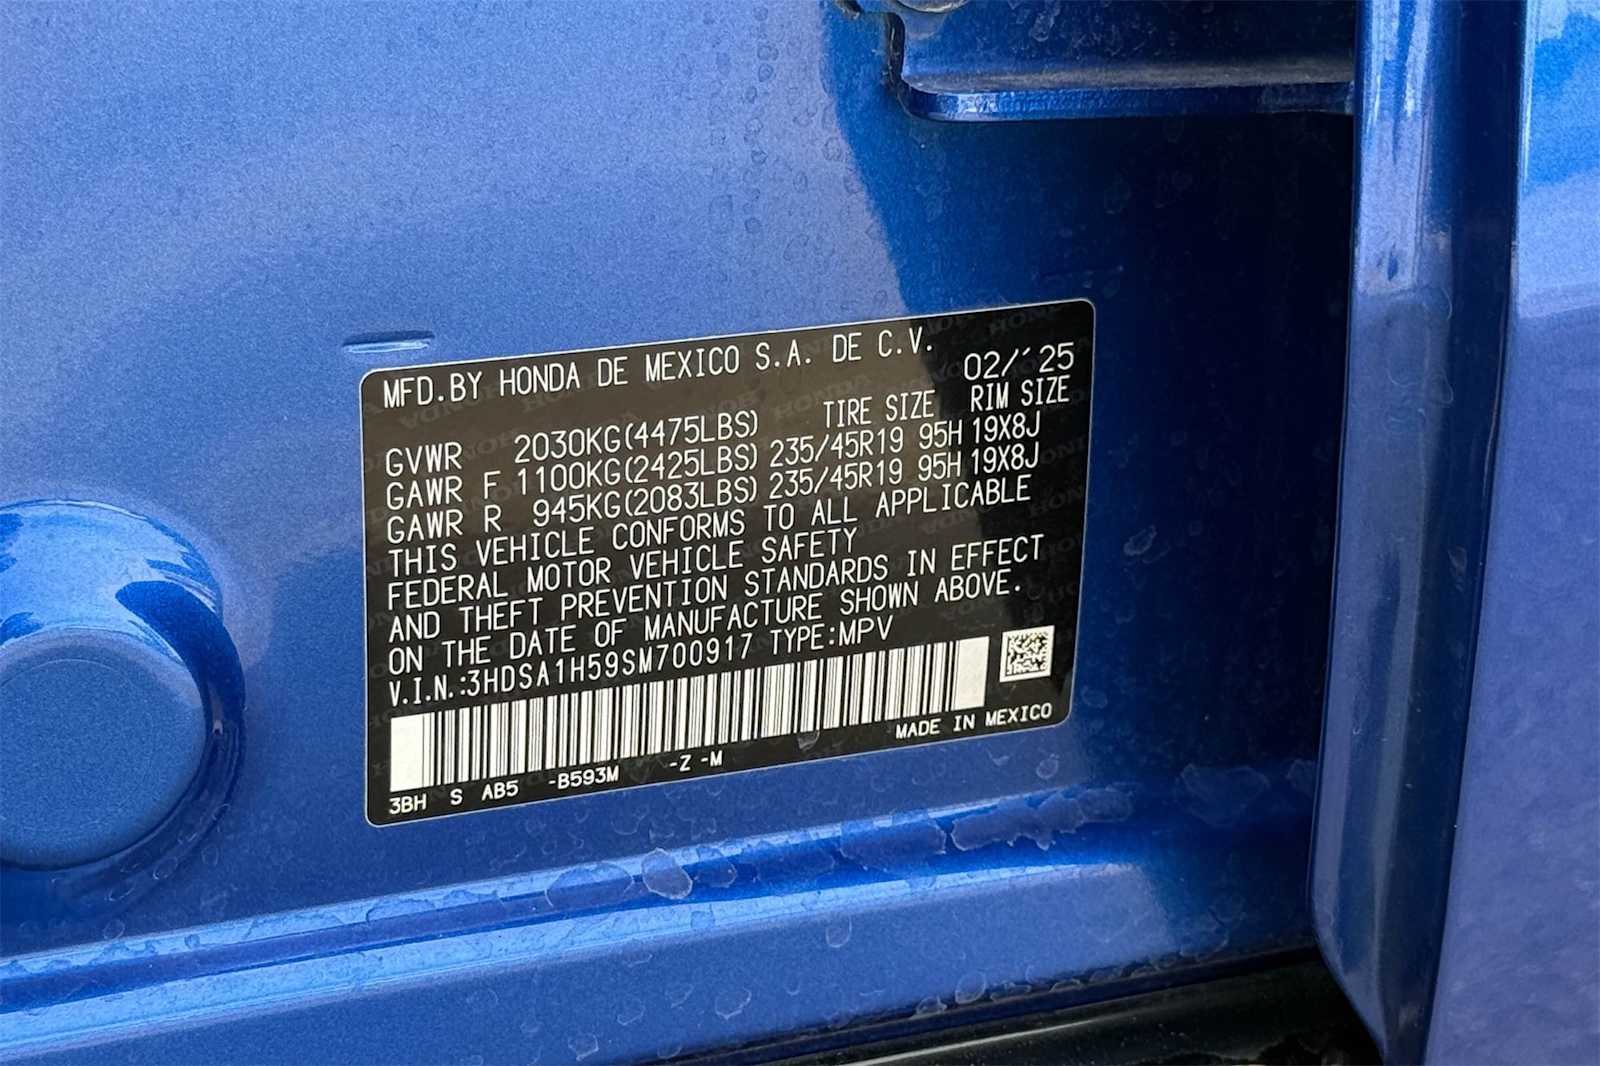 MFD.BY HONDA DE MEXICO S.A. DE C.V.
02/'25
TIRE SIZE RIM SIZE
GVWR 2030KG(4475LBS)
GAWR F 1100KG(2425LBS) 235/45R19 95H 19X8J
GAWR R 945KG(2083LBS) 235/45R19 95H 19X8J
THIS VEHICLE CONFORMS TO ALL APPLICABLE
FEDERAL MOTOR VEHICLE SAFETY
AND THEFT PREVENTION STANDARDS IN EFFECT
ON THE DATE OF MANUFACTURE SHOWN ABOVE.
V.I.N.:3HDSA1H59SM700917 TYPE:MPV
MADE IN MEXICO
3BH S AB5 -B593M -Z -M